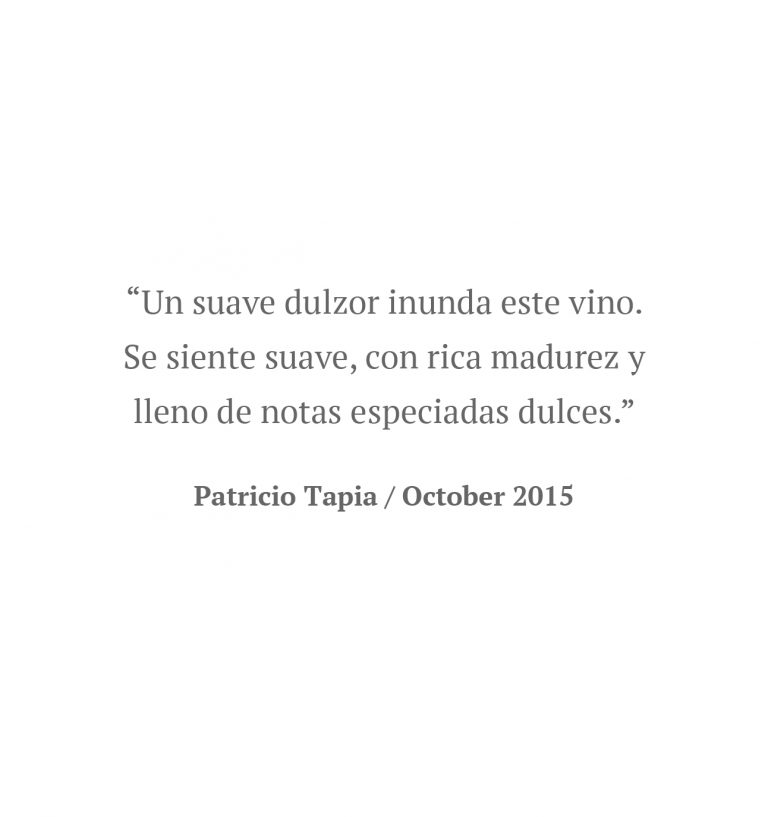 “Un suave dulzor inunda este vino.
Se siente suave, con rica madurez y
lleno de notas especiadas dulces.”
Patricio Tapia / October 2015